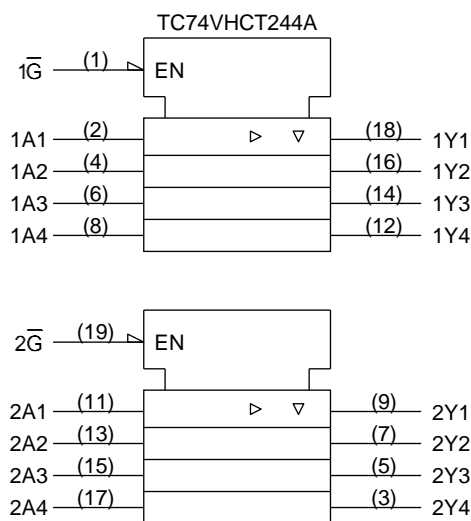 TC74VHCT244A
1G̅ (1) EN
1A1 (2) (18) 1Y1
1A2 (4) (16) 1Y2
1A3 (6) (14) 1Y3
1A4 (8) (12) 1Y4
2G̅ (19) EN
2A1 (11) (9) 2Y1
2A2 (13) (7) 2Y2
2A3 (15) (5) 2Y3
2A4 (17) (3) 2Y4